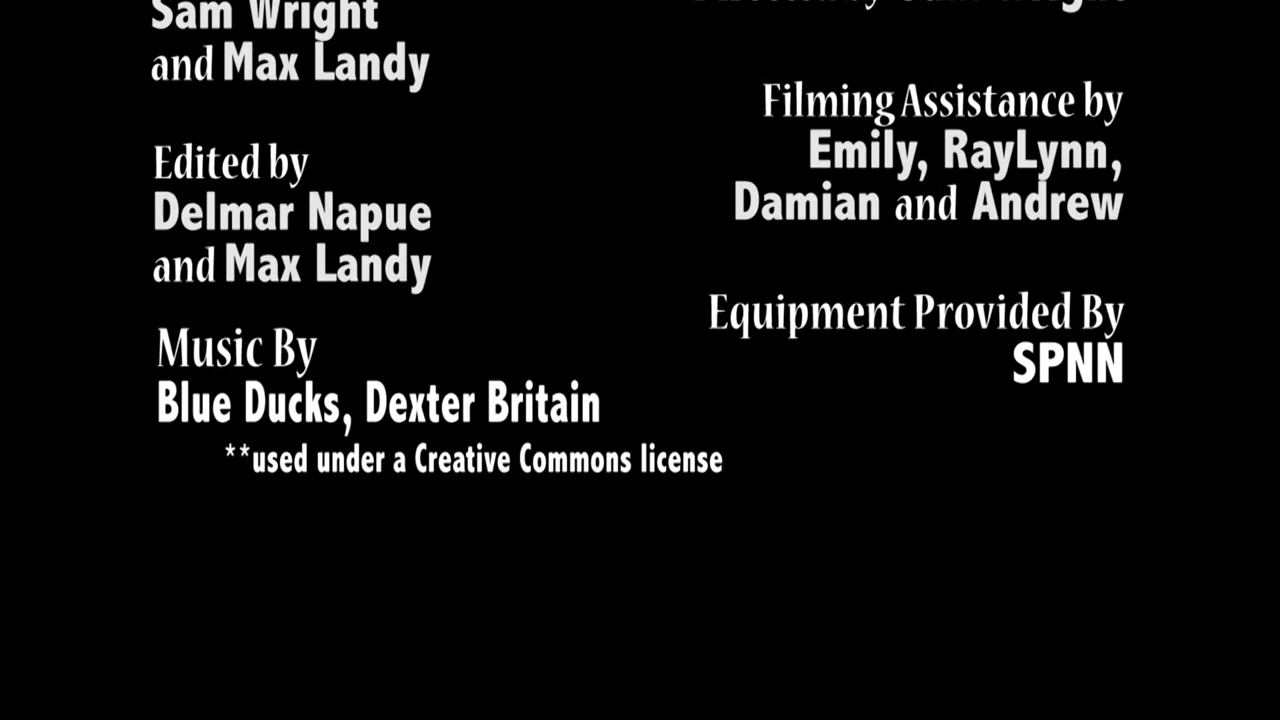 Sam Wright
and Max Landy
Edited by
Delmar Napue
and Max Landy
Music By
Blue Ducks, Dexter Britain
**used under a Creative Commons license
Filming Assistance by
Emily, RayLynn,
Damian and Andrew
Equipment Provided By
SPNN